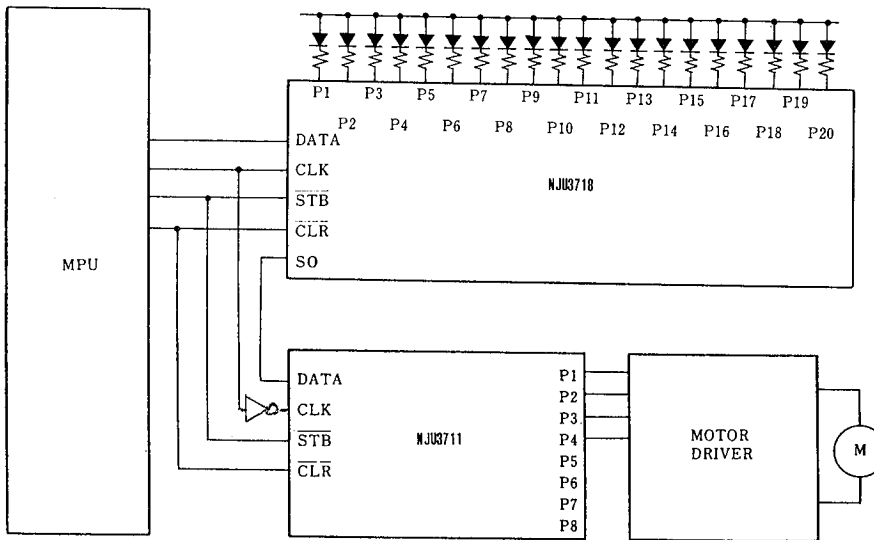 P1 P3 P5 P7 P9 P11 P13 P15 P17 P19
P2 P4 P6 P8 P10 P12 P14 P16 P18 P20
DATA
CLK
STB
CLR
SO
NJU3718
MPU
DATA
CLK
STB
CLR
NJU3711
P1
P2
P3
P4
P5
P6
P7
P8
MOTOR
DRIVER
M